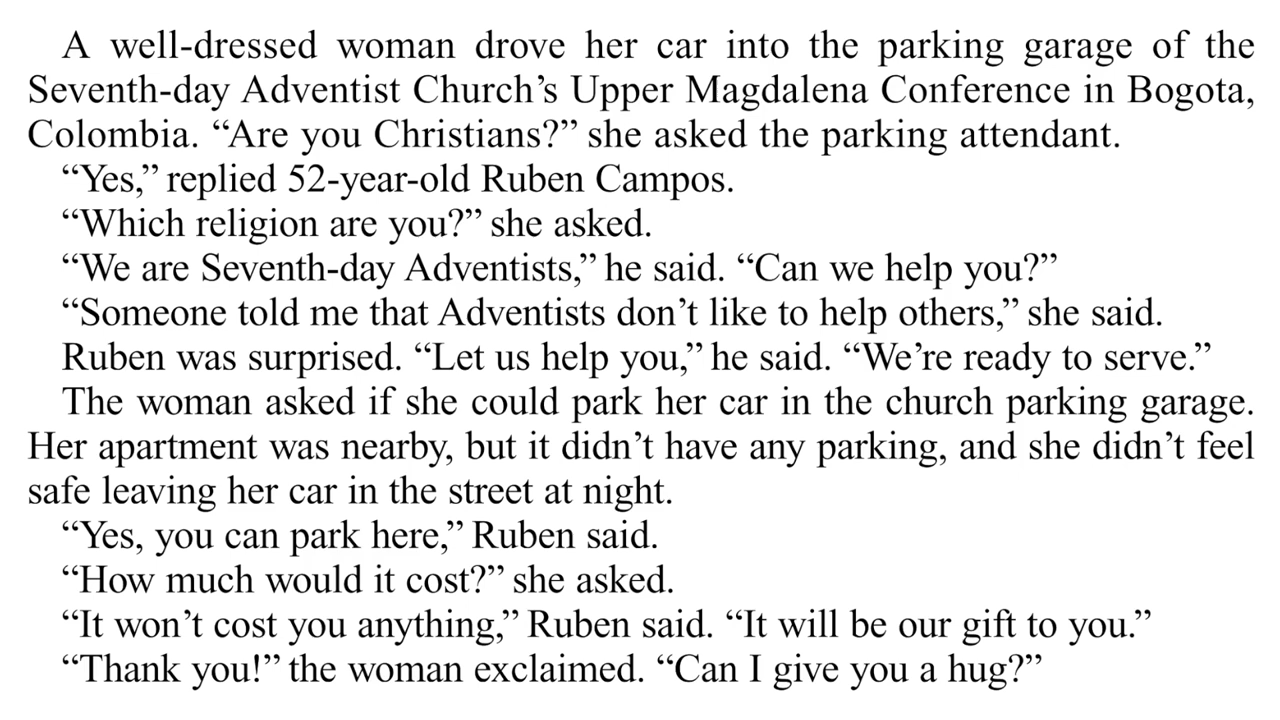 A well-dressed woman drove her car into the parking garage of the
Seventh-day Adventist Church’s Upper Magdalena Conference in Bogota,
Colombia. “Are you Christians?” she asked the parking attendant.
“Yes,” replied 52-year-old Ruben Campos.
“Which religion are you?” she asked.
“We are Seventh-day Adventists,” he said. “Can we help you?”
“Someone told me that Adventists don’t like to help others,” she said.
Ruben was surprised. “Let us help you,” he said. “We’re ready to serve.”
The woman asked if she could park her car in the church parking garage.
Her apartment was nearby, but it didn’t have any parking, and she didn’t feel
safe leaving her car in the street at night.
“Yes, you can park here,” Ruben said.
“How much would it cost?” she asked.
“It won’t cost you anything,” Ruben said. “It will be our gift to you.”
“Thank you!” the woman exclaimed. “Can I give you a hug?”